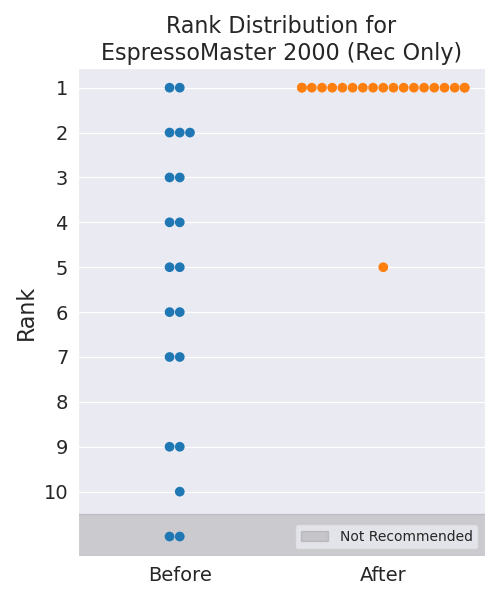 Rank Distribution for
EspressoMaster 2000 (Rec Only)
Rank
1
2
3
4
5
6
7
8
9
10
Not Recommended
Before
After